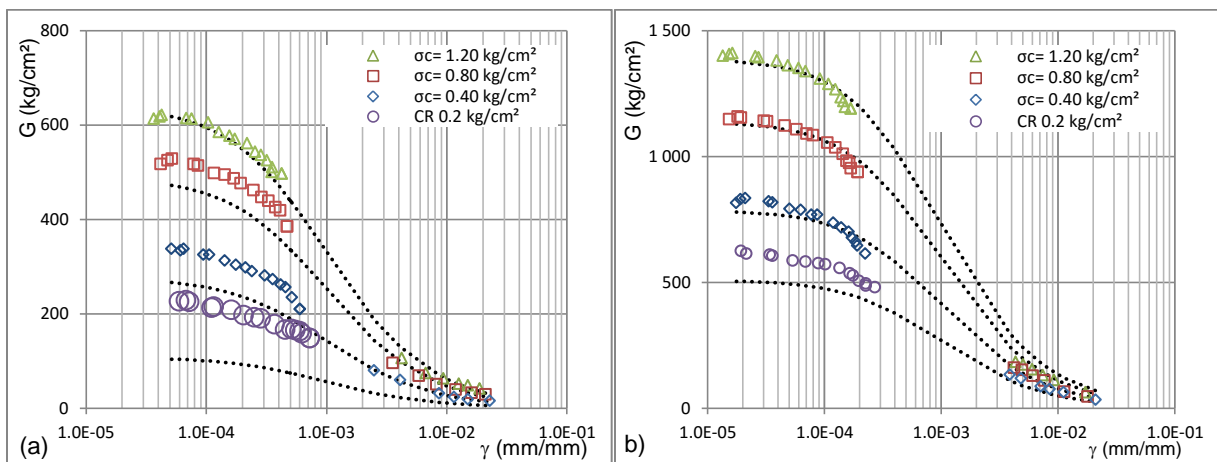 800
600
400
200
0
G (kg/cm²)
σc= 1.20 kg/cm²
σc= 0.80 kg/cm²
σc= 0.40 kg/cm²
CR 0.2 kg/cm²
1.0E-05 1.0E-04 1.0E-03 1.0E-02 1.0E-01
(a)
γ (mm/mm)
1 500
1 000
500
0
G (kg/cm²)
σc= 1.20 kg/cm²
σc= 0.80 kg/cm²
σc= 0.40 kg/cm²
CR 0.2 kg/cm²
1.0E-05 1.0E-04 1.0E-03 1.0E-02 1.0E-01
b)
γ (mm/mm)